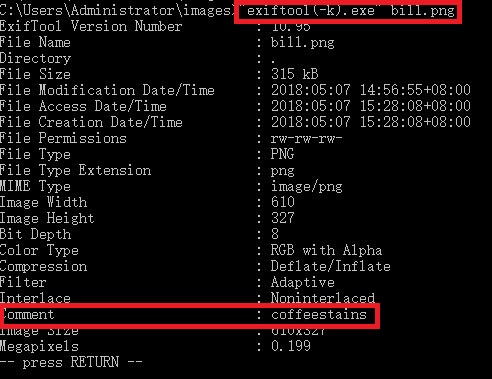 C:\Users\Administrator\images>"exiftool(-k).exe" bill.png
ExifTool Version Number : 10.95
File Name : bill.png
Directory : .
File Size : 315 kB
File Modification Date/Time : 2018:05:07 14:56:55+08:00
File Access Date/Time : 2018:05:07 15:28:08+08:00
File Creation Date/Time : 2018:05:07 15:28:08+08:00
File Permissions : rw-rw-rw-
File Type : PNG
File Type Extension : png
MIME Type : image/png
Image Width : 610
Image Height : 327
Bit Depth : 8
Color Type : RGB with Alpha
Compression : Deflate/Inflate
Filter : Adaptive
Interlace : Noninterlaced
Comment : coffeestains
Image Size : 610x327
Megapixels : 0.199
-- press RETURN --